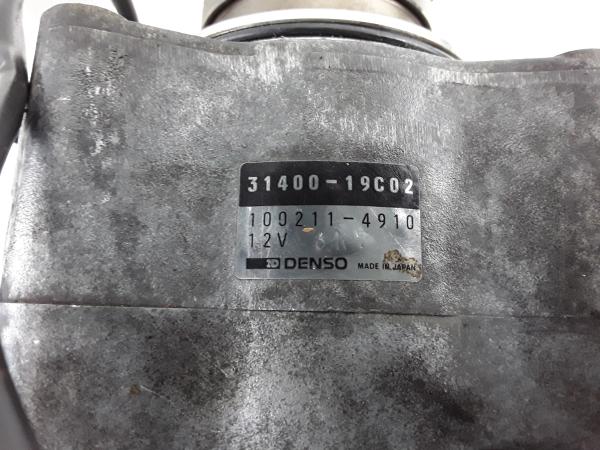 31400-19C02
100211-4910
12V
DENSO MADE IN JAPAN